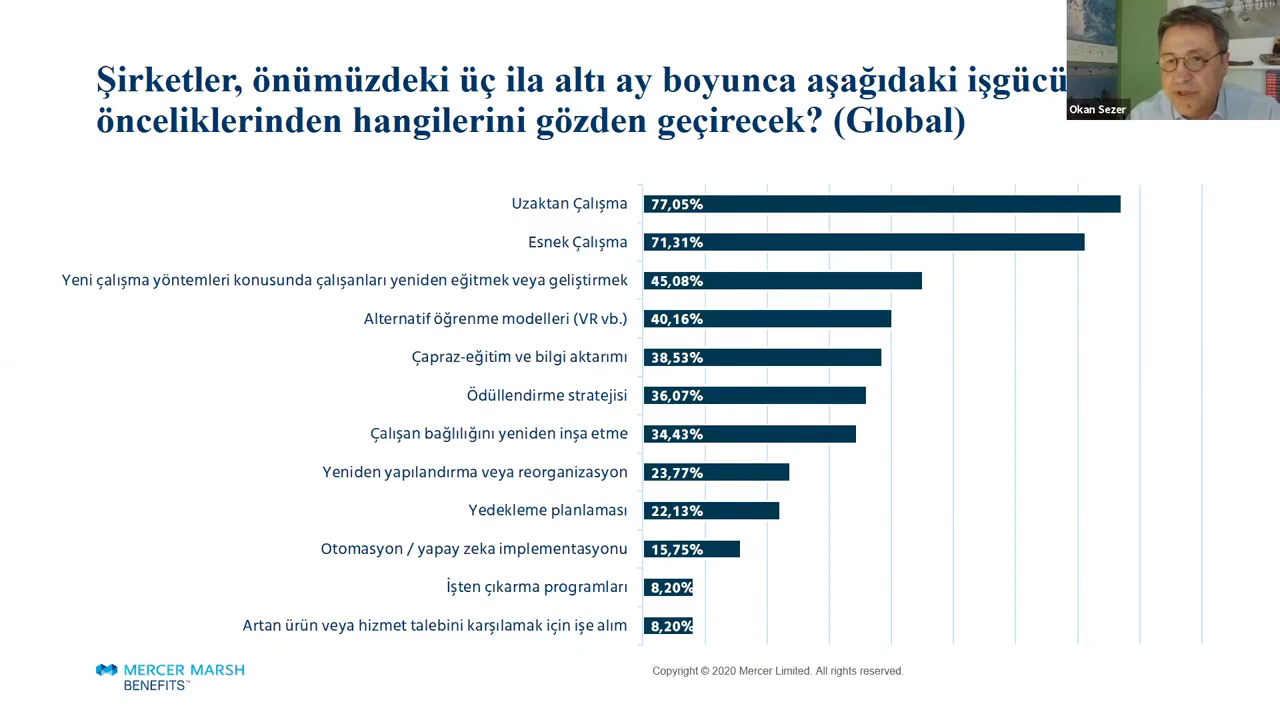 Şirketler, önümüzdeki üç ila altı ay boyunca aşağıdaki işgücü
önceliklerinden hangilerini gözden geçirecek? (Global)
Okan Sezer
Uzaktan Çalışma 77,05%
Esnek Çalışma 71,31%
Yeni çalışma yöntemleri konusunda çalışanları yeniden eğitmek veya geliştirmek 45,08%
Alternatif öğrenme modelleri (VR vb.) 40,16%
Çapraz-eğitim ve bilgi aktarımı 38,53%
Ödüllendirme stratejisi 36,07%
Çalışan bağlılığını yeniden inşa etme 34,43%
Yeniden yapılandırma veya reorganizasyon 23,77%
Yedekleme planlaması 22,13%
Otomasyon / yapay zeka implementasyonu 15,75%
İşten çıkarma programları 8,20%
Artan ürün veya hizmet talebini karşılamak için işe alım 8,20%
MERCER MARSH
BENEFITS™
Copyright © 2020 Mercer Limited. All rights reserved.